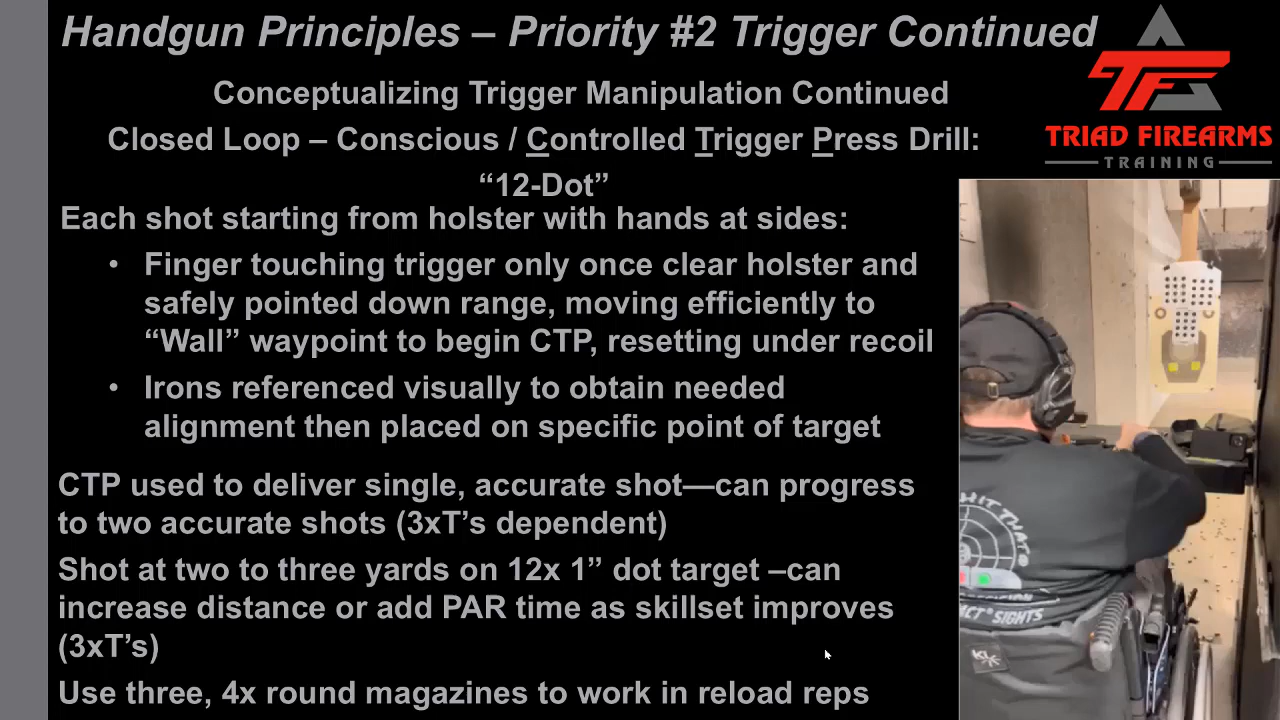 Handgun Principles – Priority #2 Trigger Continued
Conceptualizing Trigger Manipulation Continued
Closed Loop – Conscious / Controlled Trigger Press Drill:
“12-Dot”
TRIAD FIREARMS
TRAINING
Each shot starting from holster with hands at sides:
• Finger touching trigger only once clear holster and
safely pointed down range, moving efficiently to
“Wall” waypoint to begin CTP, resetting under recoil
• Irons referenced visually to obtain needed
alignment then placed on specific point of target
CTP used to deliver single, accurate shot—can progress
to two accurate shots (3xT’s dependent)
Shot at two to three yards on 12x 1” dot target –can
increase distance or add PAR time as skillset improves
(3xT’s)
Use three, 4x round magazines to work in reload reps
HIT THAT
SIGHTS